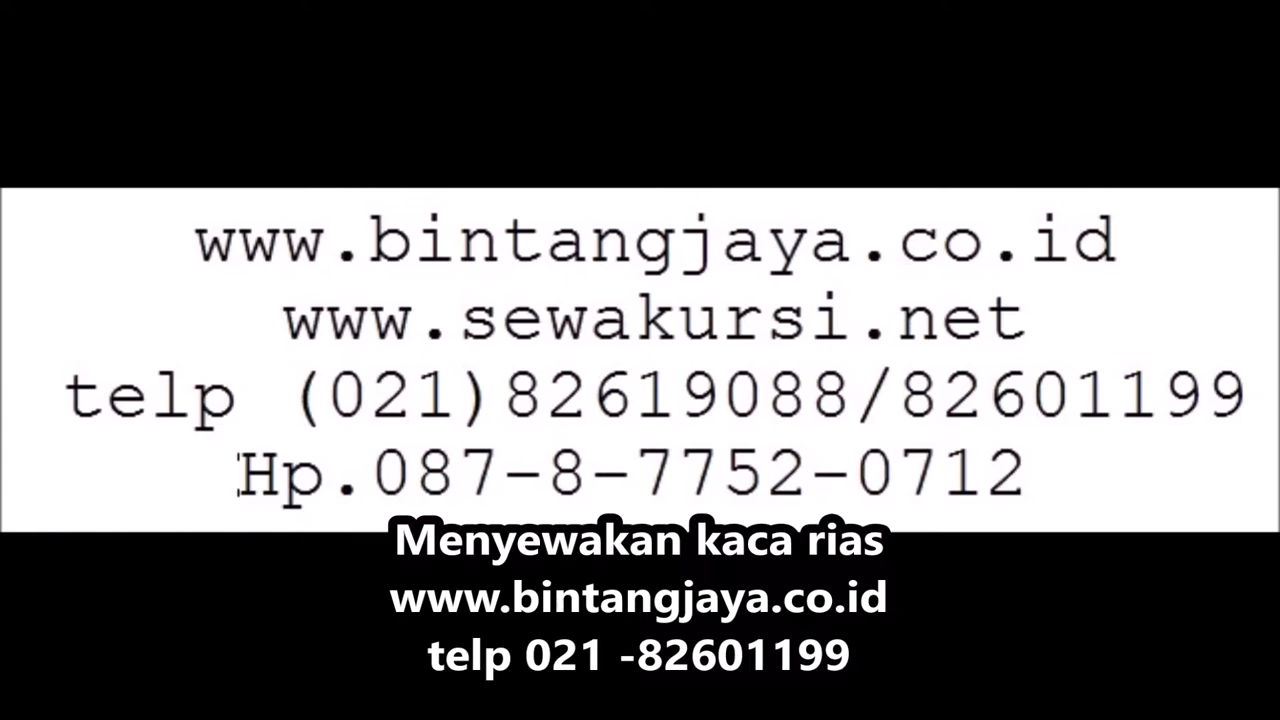 www.bintangjaya.co.id
www.sewakursi.net
telp (021)82619088/82601199
Hp.087-8-7752-0712
Menyewakan kaca rias
www.bintangjaya.co.id
telp 021 -82601199